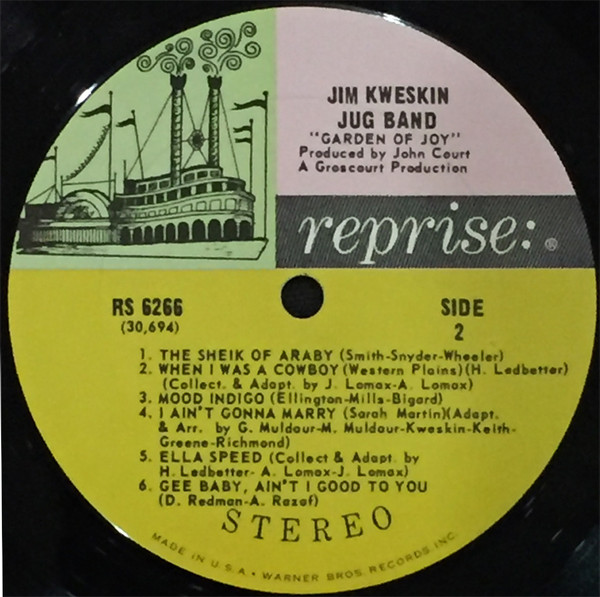 JIM KWESKIN
JUG BAND
"GARDEN OF JOY"
Produced by John Court
A Groscourt Production
reprise: ®
RS 6266
(30,694)
SIDE
2
1. THE SHEIK OF ARABY (Smith-Snyder-Wheeler)
2. WHEN I WAS A COWBOY (Western Plains) (H. Ledbetter)
(Collect. & Adapt. by J. Lomax-A. Lomax)
3. MOOD INDIGO (Ellington-Mills-Bigard)
4. I AIN'T GONNA MARRY (Sarah Martin)(Adapt.
& Arr. by G. Muldaur-M. Muldaur-Kweskin-Keith-
Greene-Richmond)
5. ELLA SPEED (Collect & Adapt. by
H. Ledbetter- A. Lomax-J. Lomax)
6. GEE BABY, AIN'T I GOOD TO YOU
(D. Redman-A. Razaf)
STEREO
MADE IN U.S.A. • WARNER BROS. RECORDS INC.